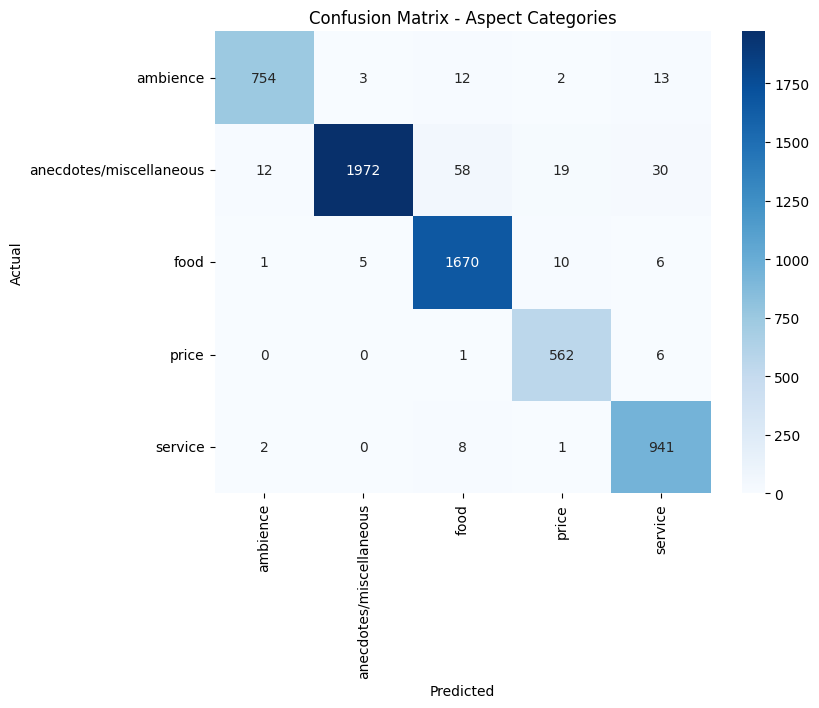 Confusion Matrix - Aspect Categories
Actual
ambience
754 3 12 2 13
anecdotes/miscellaneous
12 1972 58 19 30
food
1 5 1670 10 6
price
0 0 1 562 6
service
2 0 8 1 941
ambience
anecdotes/miscellaneous
food
price
service
Predicted
1750
1500
1250
1000
750
500
250
0